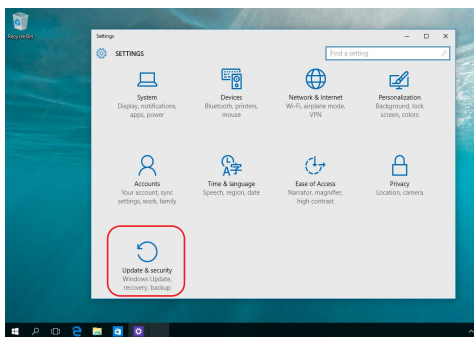 Recycle Bin
Settings
SETTINGS
Find a setting
System
Display, notifications,
apps, power
Devices
Bluetooth, printers,
mouse
Network & Internet
Wi-Fi, airplane mode,
VPN
Personalization
Background, lock
screen, colors
Accounts
Your account, sync
settings, work, family
Time & language
Speech, region, date
Ease of Access
Narrator, magnifier,
high contrast
Privacy
Location, camera
Update & security
Windows Update,
recovery, backup